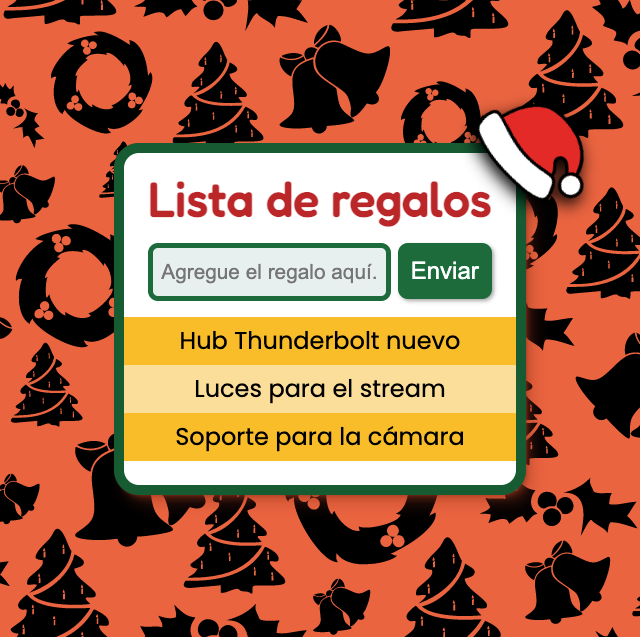 Lista de regalos
Agregue el regalo aquí.
Enviar
Hub Thunderbolt nuevo
Luces para el stream
Soporte para la cámara